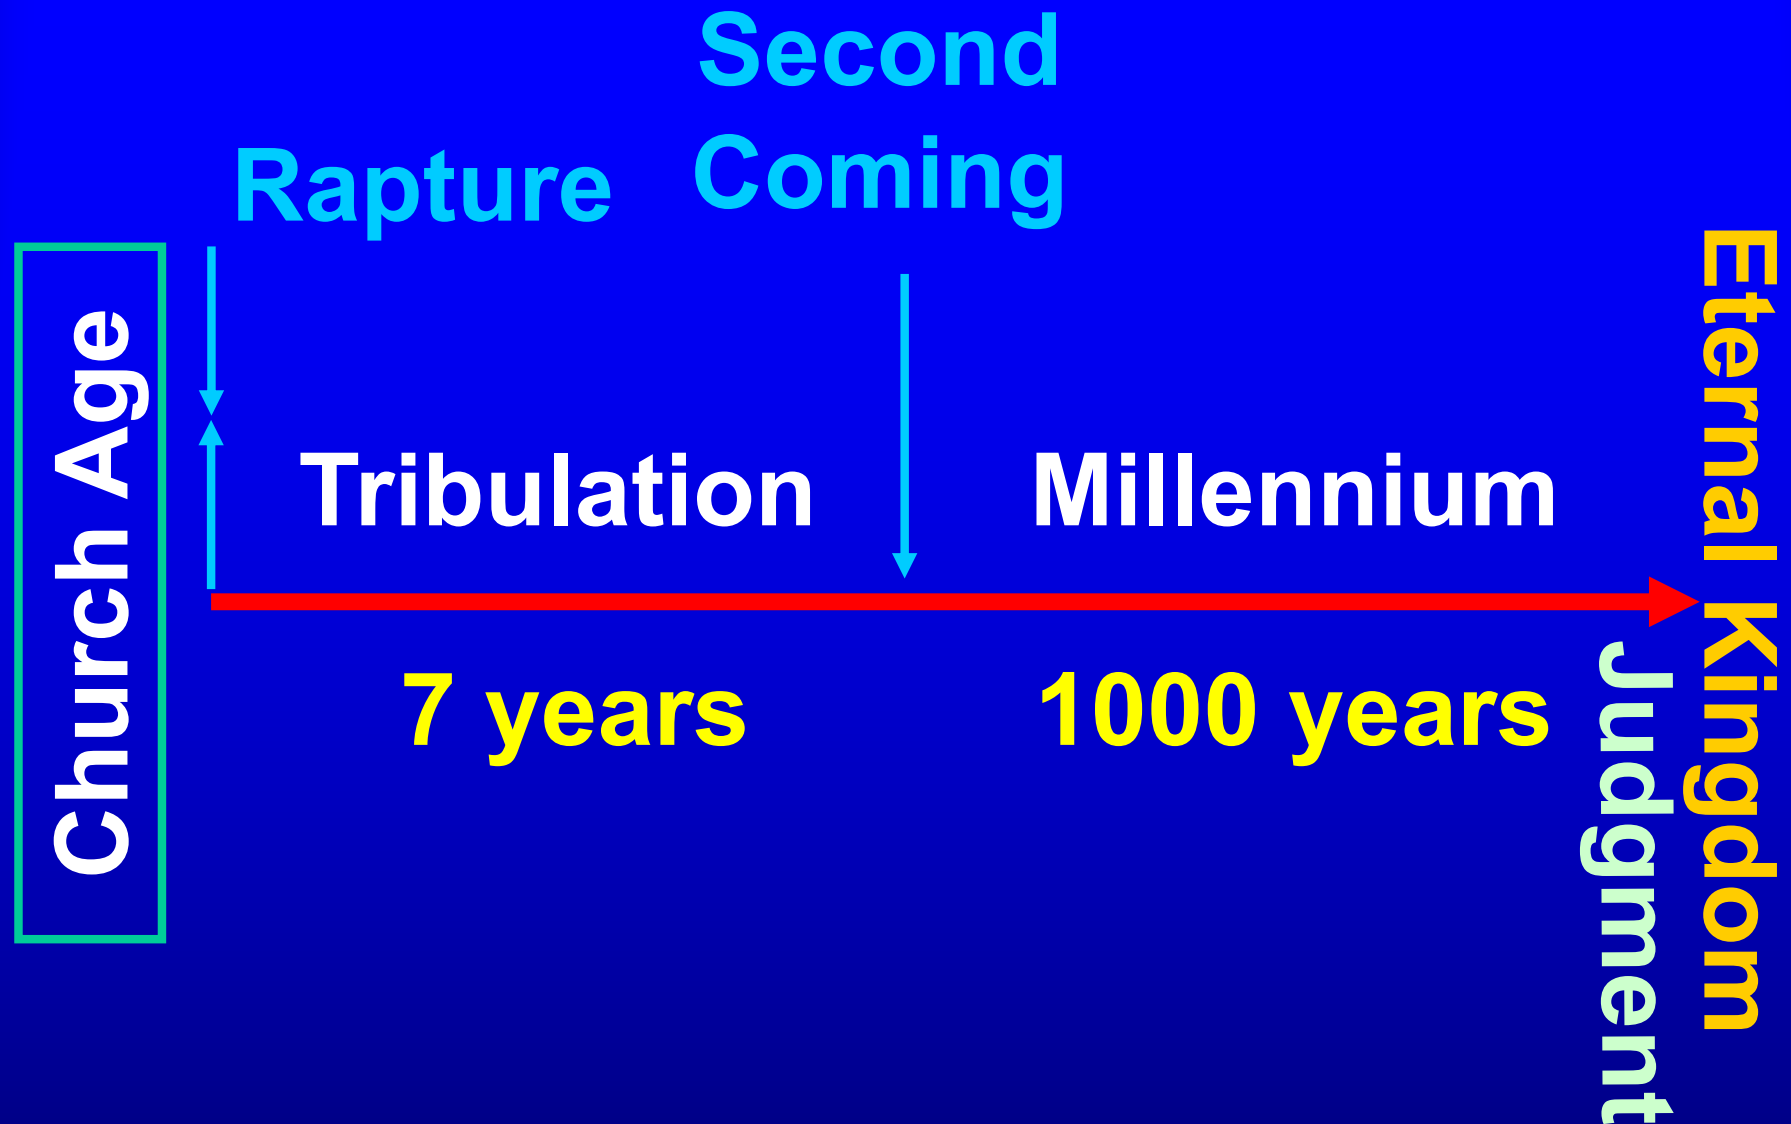 Second
Coming
Rapture
Church Age
Tribulation
Millennium
7 years
1000 years
Judgment
Eternal Kingdom